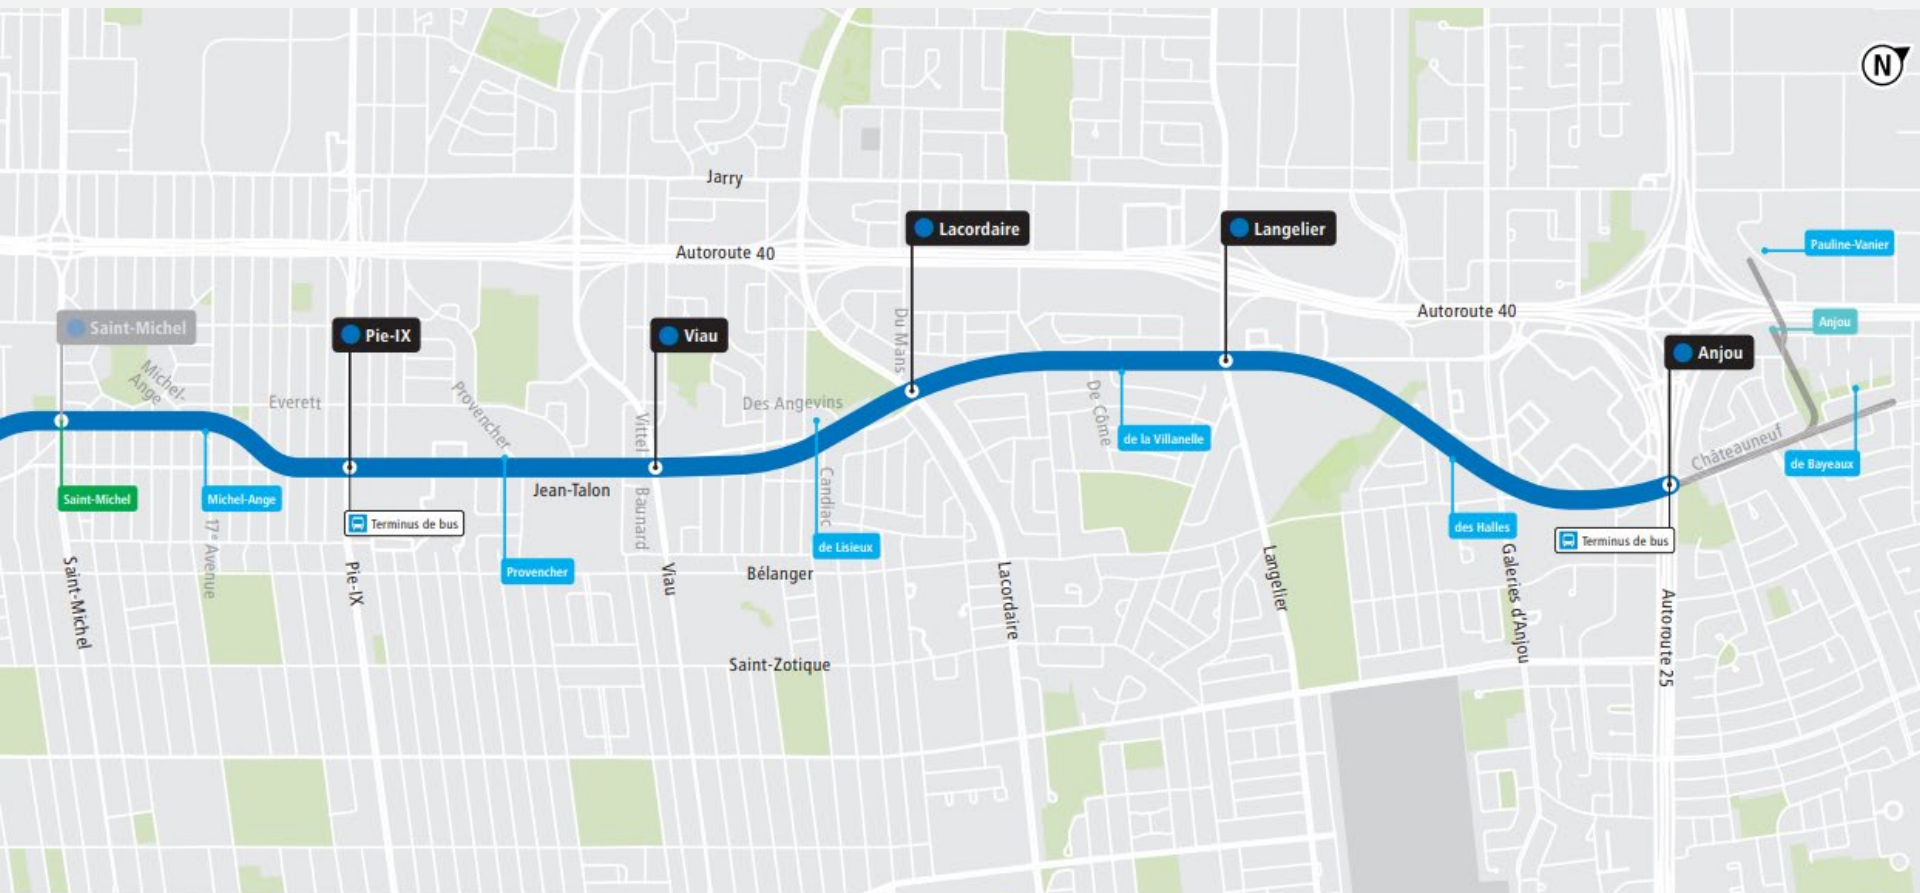 N
Jarry
Lacordaire
Langelier
Pauline-Vanier
Autoroute 40
Autoroute 40
Anjou
Saint-Michel
Pie-IX
Viau
Du Mans
Anjou
Michel-
Ange
Everett
Provencher
Vittel
Des Angevins
De Côme
de la Villanelle
Châteauneuf
de Bayeaux
Saint-Michel
Michel-Ange
Jean-Talon
Baunard
Candiac
17e Avenue
Terminus de bus
de Lisieux
des Halles
Terminus de bus
Provencher
Saint-Michel
Pie-IX
Viau
Bélanger
Lacordaire
Langelier
Galeries d'Anjou
Autoroute 25
Saint-Zotique